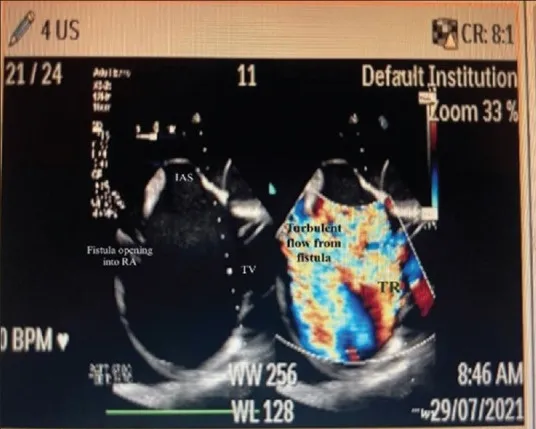 4 US
CR: 8:1
21 / 24
11
Default Institution
Zoom 33 %
IAS
Fistula opening
into RA
TV
Turbulent
flow from
fistula
TR
0 BPM
WW 256
8:46 AM
WL 128
29/07/2021